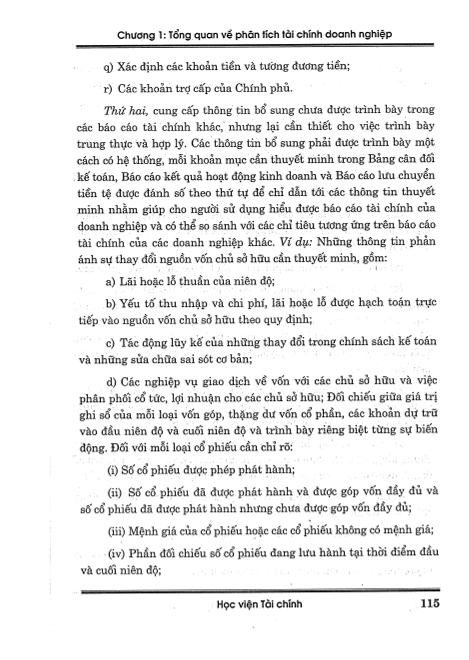 Chương 1: Tổng quan về phân tích tài chính doanh nghiệp
q) Xác định các khoản tiền và tương đương tiền;
r) Các khoản trợ cấp của Chính phủ.
Thứ hai, cung cấp thông tin bổ sung chưa được trình bày trong
các báo cáo tài chính khác, nhưng lại cần thiết cho việc trình bày
trung thực và hợp lý. Các thông tin bổ sung phải được trình bày một
cách có hệ thống, mỗi khoản mục cần thuyết minh trong Bảng cân đối
kế toán, Báo cáo kết quả hoạt động kinh doanh và Báo cáo lưu chuyển
tiền tệ được đánh số theo thứ tự để chỉ dẫn tới các thông tin thuyết
minh nhằm giúp cho người sử dụng hiểu được báo cáo tài chính của
doanh nghiệp và có thể so sánh với các chỉ tiêu tương ứng trên báo cáo
tài chính của các doanh nghiệp khác. Ví dụ: Những thông tin phản
ánh sự thay đổi nguồn vốn chủ sở hữu cần thuyết minh, gồm:
a) Lãi hoặc lỗ thuần của niên độ;
b) Yếu tố thu nhập và chi phí, lãi hoặc lỗ được hạch toán trực
tiếp vào nguồn vốn chủ sở hữu theo quy định;
c) Tác động lũy kế của những thay đổi trong chính sách kế toán
và những sửa chữa sai sót cơ bản;
d) Các nghiệp vụ giao dịch về vốn với các chủ sở hữu và việc
phân phối cổ tức, lợi nhuận cho các chủ sở hữu; Đối chiếu giữa giá trị
ghi sổ của mỗi loại vốn góp, thặng dư vốn cổ phần, các khoản dự trữ
vào đầu niên độ và cuối niên độ và trình bày riêng biệt từng sự biến
động. Đối với mỗi loại cổ phiếu cần chỉ rõ:
(i) Số cổ phiếu được phép phát hành;
(ii) Số cổ phiếu đã được phát hành và được góp vốn đầy đủ và
số cổ phiếu đã được phát hành nhưng chưa được góp vốn đầy đủ;
(iii) Mệnh giá của cổ phiếu hoặc các cổ phiếu không có mệnh giá;
(iv) Phần đối chiếu số cổ phiếu đang lưu hành tại thời điểm đầu
và cuối niên độ;
Học viện Tài chính 115